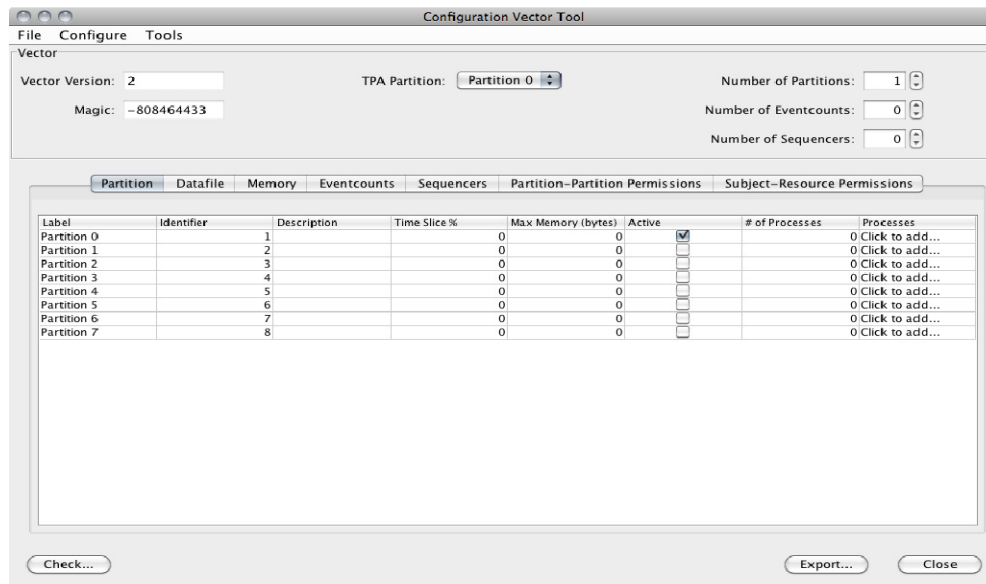 Configuration Vector Tool
File Configure Tools
Vector
Vector Version: 2 TPA Partition: Partition 0 Number of Partitions: 1
Magic: -808464433 Number of Eventcounts: 0
Number of Sequencers: 0
Partition Datafile Memory Eventcounts Sequencers Partition-Partition Permissions Subject-Resource Permissions
Label Identifier Description Time Slice % Max Memory (bytes) Active # of Processes Processes
Partition 0 1 0 0 0 Click to add...
Partition 1 2 0 0 0 Click to add...
Partition 2 3 0 0 0 Click to add...
Partition 3 4 0 0 0 Click to add...
Partition 4 5 0 0 0 Click to add...
Partition 5 6 0 0 0 Click to add...
Partition 6 7 0 0 0 Click to add...
Partition 7 8 0 0 0 Click to add...
Check... Export... Close